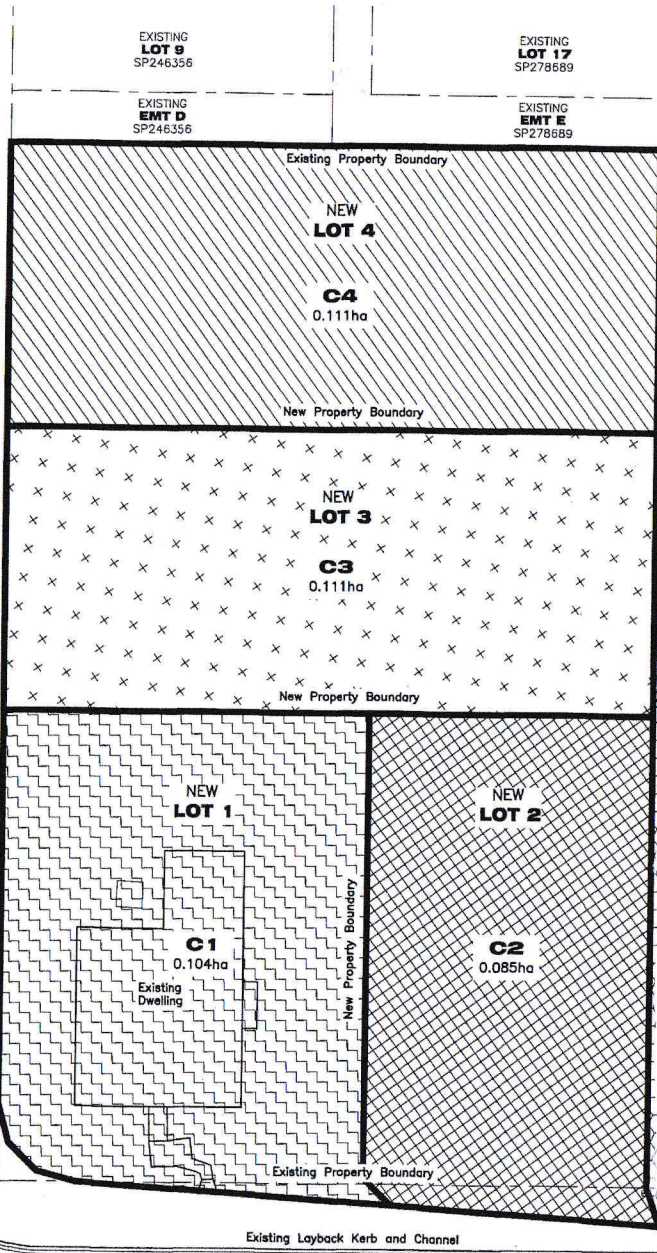 EXISTING
LOT 9
SP246356
EXISTING
LOT 17
SP278689
EXISTING
EMT D
SP246356
EXISTING
EMT E
SP278689
Existing Property Boundary
NEW
LOT 4
C4
0.111ha
New Property Boundary
NEW
LOT 3
C3
0.111ha
New Property Boundary
NEW
LOT 1
NEW
LOT 2
New Property Boundary
C1
0.104ha
Existing
Dwelling
C2
0.085ha
Existing Property Boundary
Existing Layback Kerb and Channel